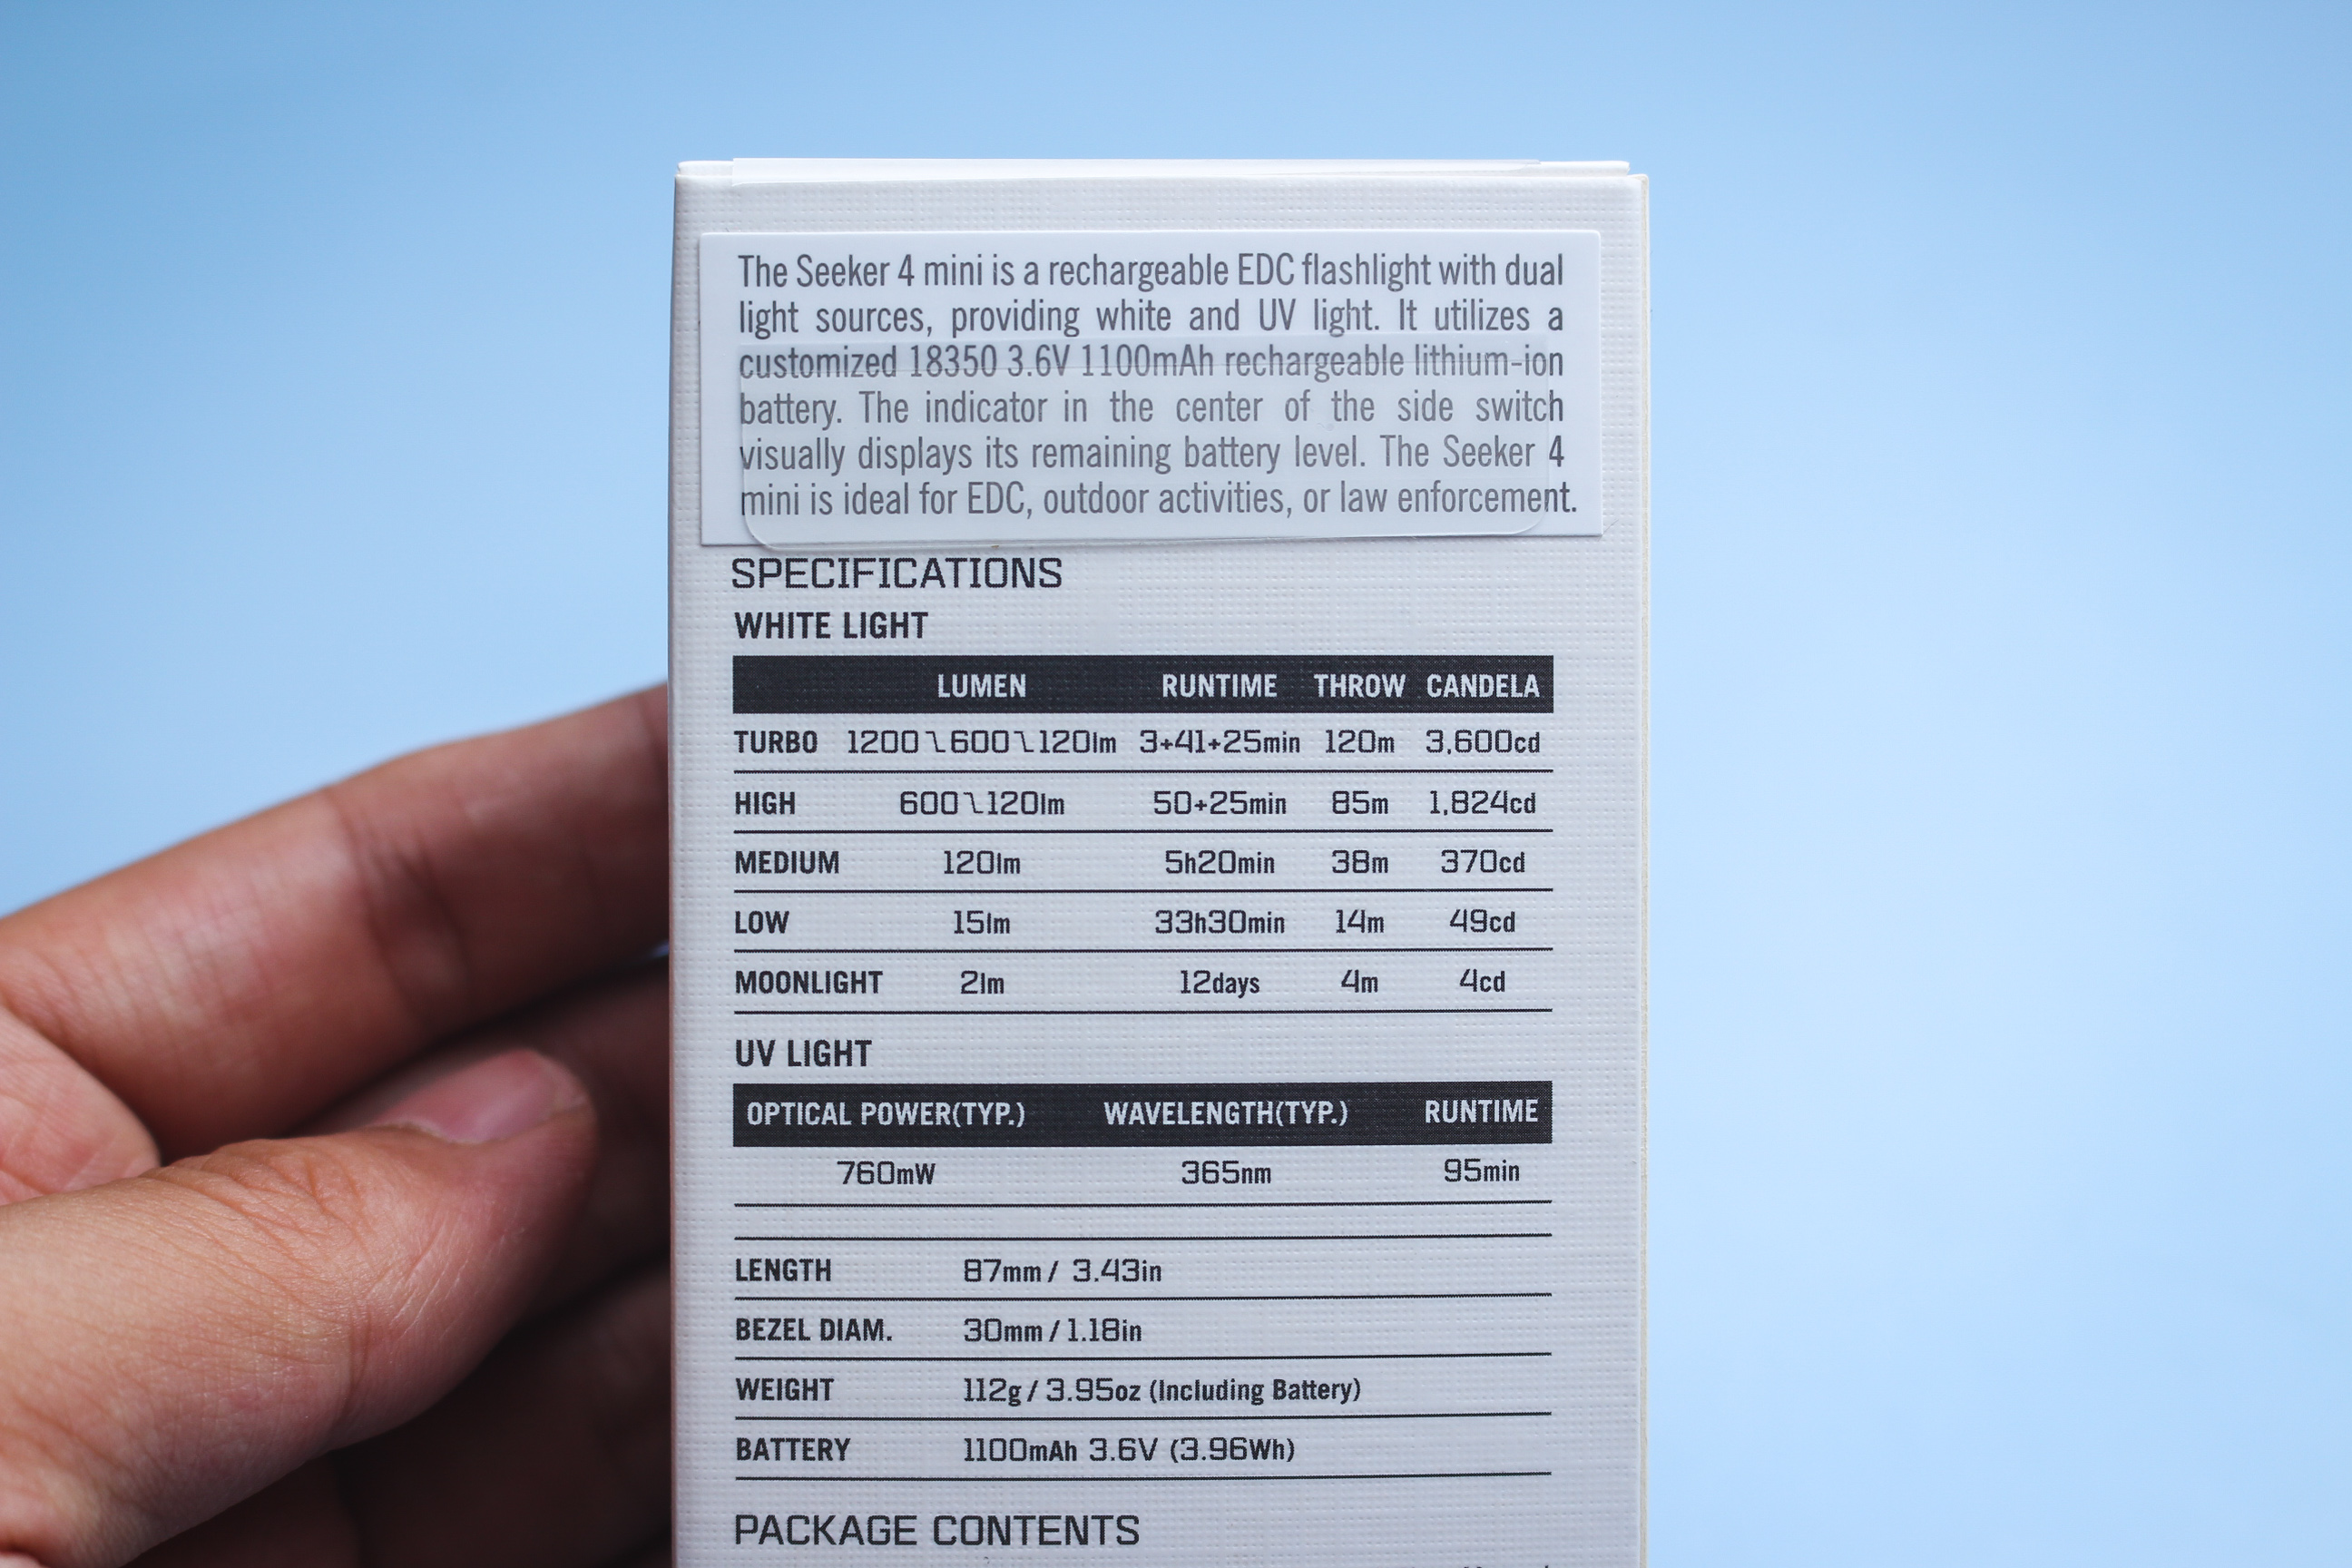 The Seeker 4 mini is a rechargeable EDC flashlight with dual
light sources, providing white and UV light. It utilizes a
customized 18350 3.6V 1100mAh rechargeable lithium-ion
battery. The indicator in the center of the side switch
visually displays its remaining battery level. The Seeker 4
mini is ideal for EDC, outdoor activities, or law enforcement.
SPECIFICATIONS
WHITE LIGHT
LUMEN RUNTIME THROW CANDELA
TURBO 1200㇅600㇅120lm 3+41+25min 120m 3,600cd
HIGH 600㇅120lm 50+25min 85m 1,824cd
MEDIUM 120lm 5h20min 38m 370cd
LOW 15lm 33h30min 14m 49cd
MOONLIGHT 2lm 12days 4m 4cd
UV LIGHT
OPTICAL POWER(TYP.) WAVELENGTH(TYP.) RUNTIME
760mW 365nm 95min
LENGTH 87mm / 3.43in
BEZEL DIAM. 30mm / 1.18in
WEIGHT 112g / 3.95oz (Including Battery)
BATTERY 1100mAh 3.6V (3.96Wh)
PACKAGE CONTENTS